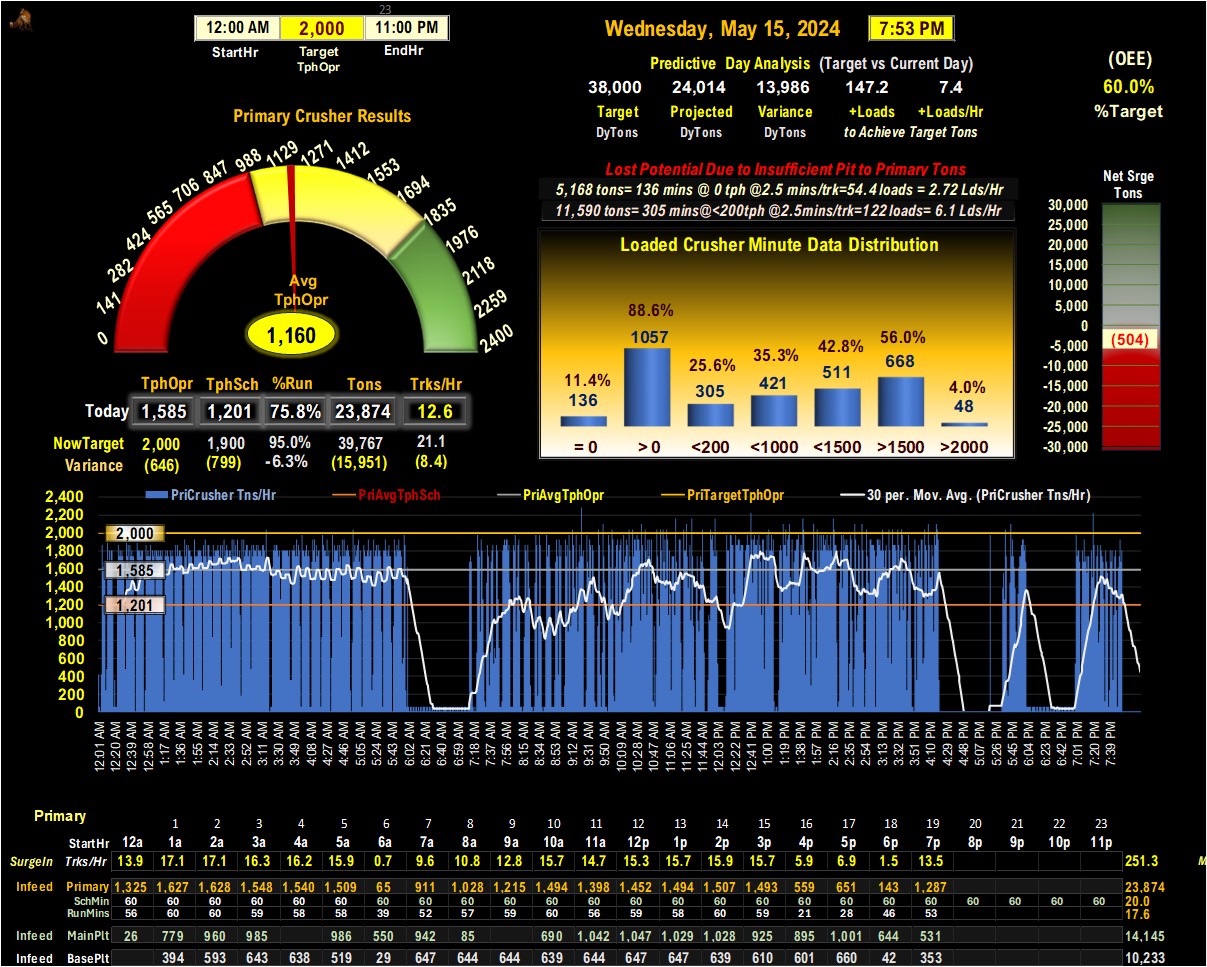 23
12:00 AM 2,000 11:00 PM
StartHr Target TphOpr EndHr
Wednesday, May 15, 2024 7:53 PM
Predictive Day Analysis (Target vs Current Day)
38,000 24,014 13,986 147.2 7.4
Target Projected Variance +Loads +Loads/Hr
DyTons DyTons DyTons to Achieve Target Tons
(OEE)
60.0%
%Target
Primary Crusher Results
0 141 282 424 565 706 847 988 1129 1271 1412 1553 1694 1835 1976 2118 2259 2400
Avg
TphOpr
1,160
TphOpr TphSch %Run Tons Trks/Hr
Today 1,585 1,201 75.8% 23,874 12.6
NowTarget 2,000 1,900 95.0% 39,767 21.1
Variance (646) (799) -6.3% (15,951) (8.4)
Lost Potential Due to Insufficient Pit to Primary Tons
5,168 tons= 136 mins @ 0 tph @2.5 mins/trk=54.4 loads = 2.72 Lds/Hr
11,590 tons= 305 mins@<200tph @2.5mins/trk=122 loads= 6.1 Lds/Hr
Loaded Crusher Minute Data Distribution
11.4% 88.6% 25.6% 35.3% 42.8% 56.0% 4.0%
136 1057 305 421 511 668 48
= 0 > 0 <200 <1000 <1500 >1500 >2000
Net Srge
Tons
30,000
25,000
20,000
15,000
10,000
5,000
0
-5,000
-10,000
-15,000
-20,000
-25,000
-30,000
(504)
PriCrusher Tns/Hr PriAvgTphSch PriAvgTphOpr PriTargetTphOpr 30 per. Mov. Avg. (PriCrusher Tns/Hr)
2,400
2,200
2,000
1,800
1,600
1,400
1,200
1,000
800
600
400
200
0
2,000
1,585
1,201
12:01 AM 12:20 AM 12:39 AM 12:58 AM 1:17 AM 1:36 AM 1:55 AM 2:14 AM 2:33 AM 2:52 AM 3:11 AM 3:30 AM 3:49 AM 4:08 AM 4:27 AM 4:46 AM 5:05 AM 5:24 AM 5:43 AM 6:02 AM 6:21 AM 6:40 AM 6:59 AM 7:18 AM 7:37 AM 7:56 AM 8:15 AM 8:34 AM 8:53 AM 9:12 AM 9:31 AM 9:50 AM 10:09 AM 10:28 AM 10:47 AM 11:06 AM 11:25 AM 11:44 AM 12:03 PM 12:22 PM 12:41 PM 1:00 PM 1:19 PM 1:38 PM 1:57 PM 2:16 PM 2:35 PM 2:54 PM 3:13 PM 3:32 PM 3:51 PM 4:10 PM 4:29 PM 4:48 PM 5:07 PM 5:26 PM 5:45 PM 6:04 PM 6:23 PM 6:42 PM 7:01 PM 7:20 PM 7:39 PM
Primary
1 2 3 4 5 6 7 8 9 10 11 12 13 14 15 16 17 18 19 20 21 22 23
StartHr 12a 1a 2a 3a 4a 5a 6a 7a 8a 9a 10a 11a 12p 1p 2p 3p 4p 5p 6p 7p 8p 9p 10p 11p
SurgeIn Trks/Hr 13.9 17.1 17.1 16.3 16.2 15.9 0.7 9.6 10.8 12.8 15.7 14.7 15.3 15.7 15.9 15.7 5.9 6.9 1.5 13.5 251.3 M
Infeed Primary 1,325 1,627 1,628 1,548 1,540 1,509 65 911 1,028 1,215 1,494 1,398 1,452 1,494 1,507 1,493 559 651 143 1,287 23,874
SchMin 60 60 60 60 60 60 60 60 60 60 60 60 60 60 60 60 60 60 60 60 60 60 60 60 20.0
RunMins 56 60 60 59 58 58 39 52 57 59 60 56 59 58 60 59 21 28 46 53 17.6
Infeed MainPlt 26 779 960 985 986 550 942 85 690 1,042 1,047 1,029 1,028 925 895 1,001 644 531 14,145
Infeed BasePlt 394 593 643 638 519 29 647 644 644 639 644 647 647 639 610 601 660 42 353 10,233